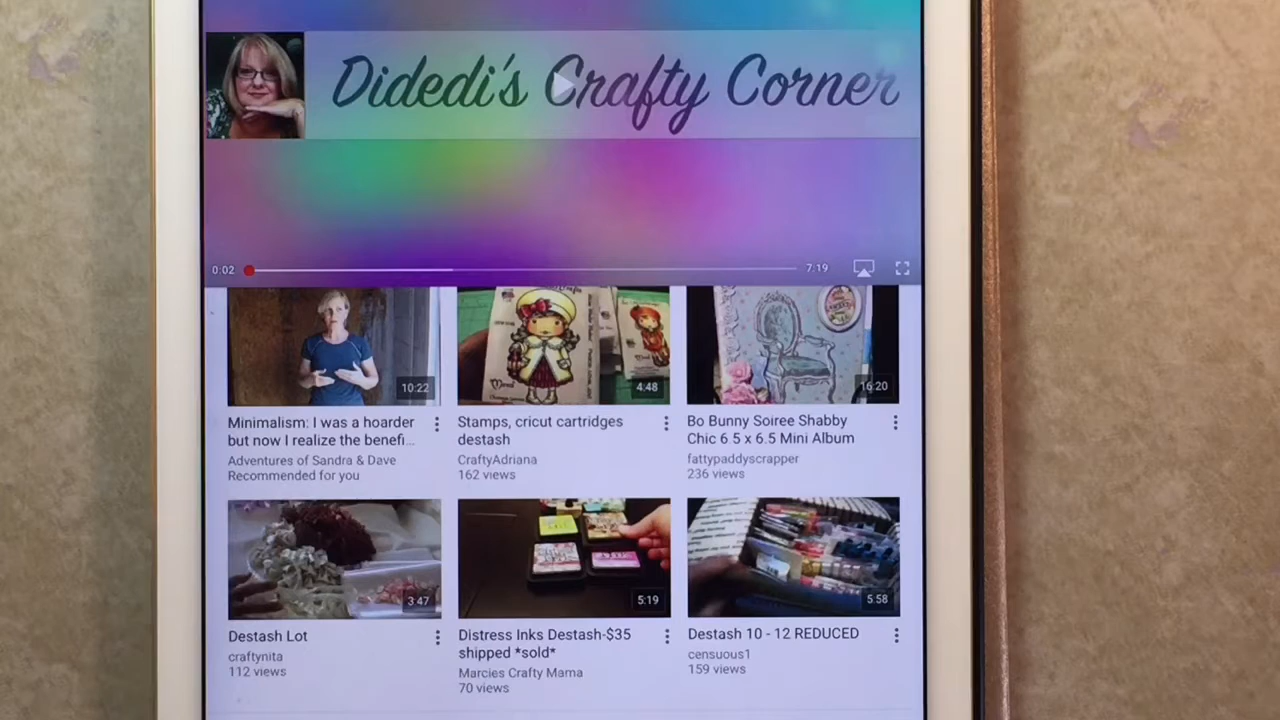 Didedi's Crafty Corner
0:02
7:19
10:22
4:48
16:20
Minimalism: I was a hoarder
but now I realize the benefi...
Adventures of Sandra & Dave
Recommended for you
Stamps, cricut cartridges
destash
CraftyAdriana
162 views
Bo Bunny Soiree Shabby
Chic 6.5 x 6.5 Mini Album
fattypaddyscrapper
236 views
3:47
5:19
5:58
Destash Lot
craftynita
112 views
Distress Inks Destash-$35
shipped *sold*
Marcies Crafty Mama
70 views
Destash 10 - 12 REDUCED
censuous1
159 views